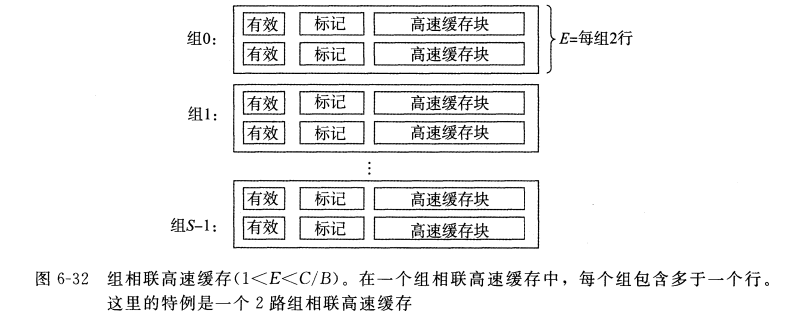 组0:
有效 标记 高速缓存块
有效 标记 高速缓存块
E=每组2行
组1:
有效 标记 高速缓存块
有效 标记 高速缓存块
⋮
组S-1:
有效 标记 高速缓存块
有效 标记 高速缓存块
图 6-32 组相联高速缓存(1<E<C/B)。在一个组相联高速缓存中,每个组包含多于一个行。
这里的特例是一个 2 路组相联高速缓存